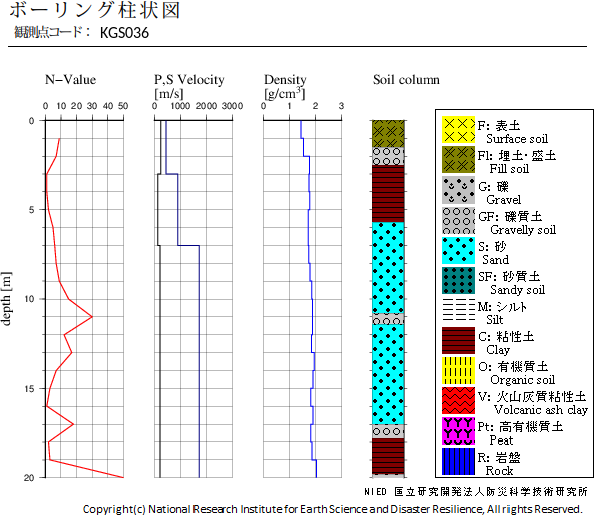 ボーリング柱状図
観測点コード： KGS036
N−Value
P,S Velocity
[m/s]
Density
[g/cm3]
Soil column
0 10 20 30 40 50
0 1000 2000 3000
0 1 2 3
0
5
10
15
20
depth [m]
F: 表土
Surface soil
Fl: 埋土・盛土
Fill soil
G: 礫
Gravel
GF: 礫質土
Gravelly soil
S: 砂
Sand
SF: 砂質土
Sandy soil
M: シルト
Silt
C: 粘性土
Clay
O: 有機質土
Organic soil
V: 火山灰質粘性土
Volcanic ash clay
Pt: 高有機質土
Peat
R: 岩盤
Rock
NIED 国立研究開発法人防災科学技術研究所
Copyright(c) National Research Institute for Earth Science and Disaster Resilience, All rights Reserved.